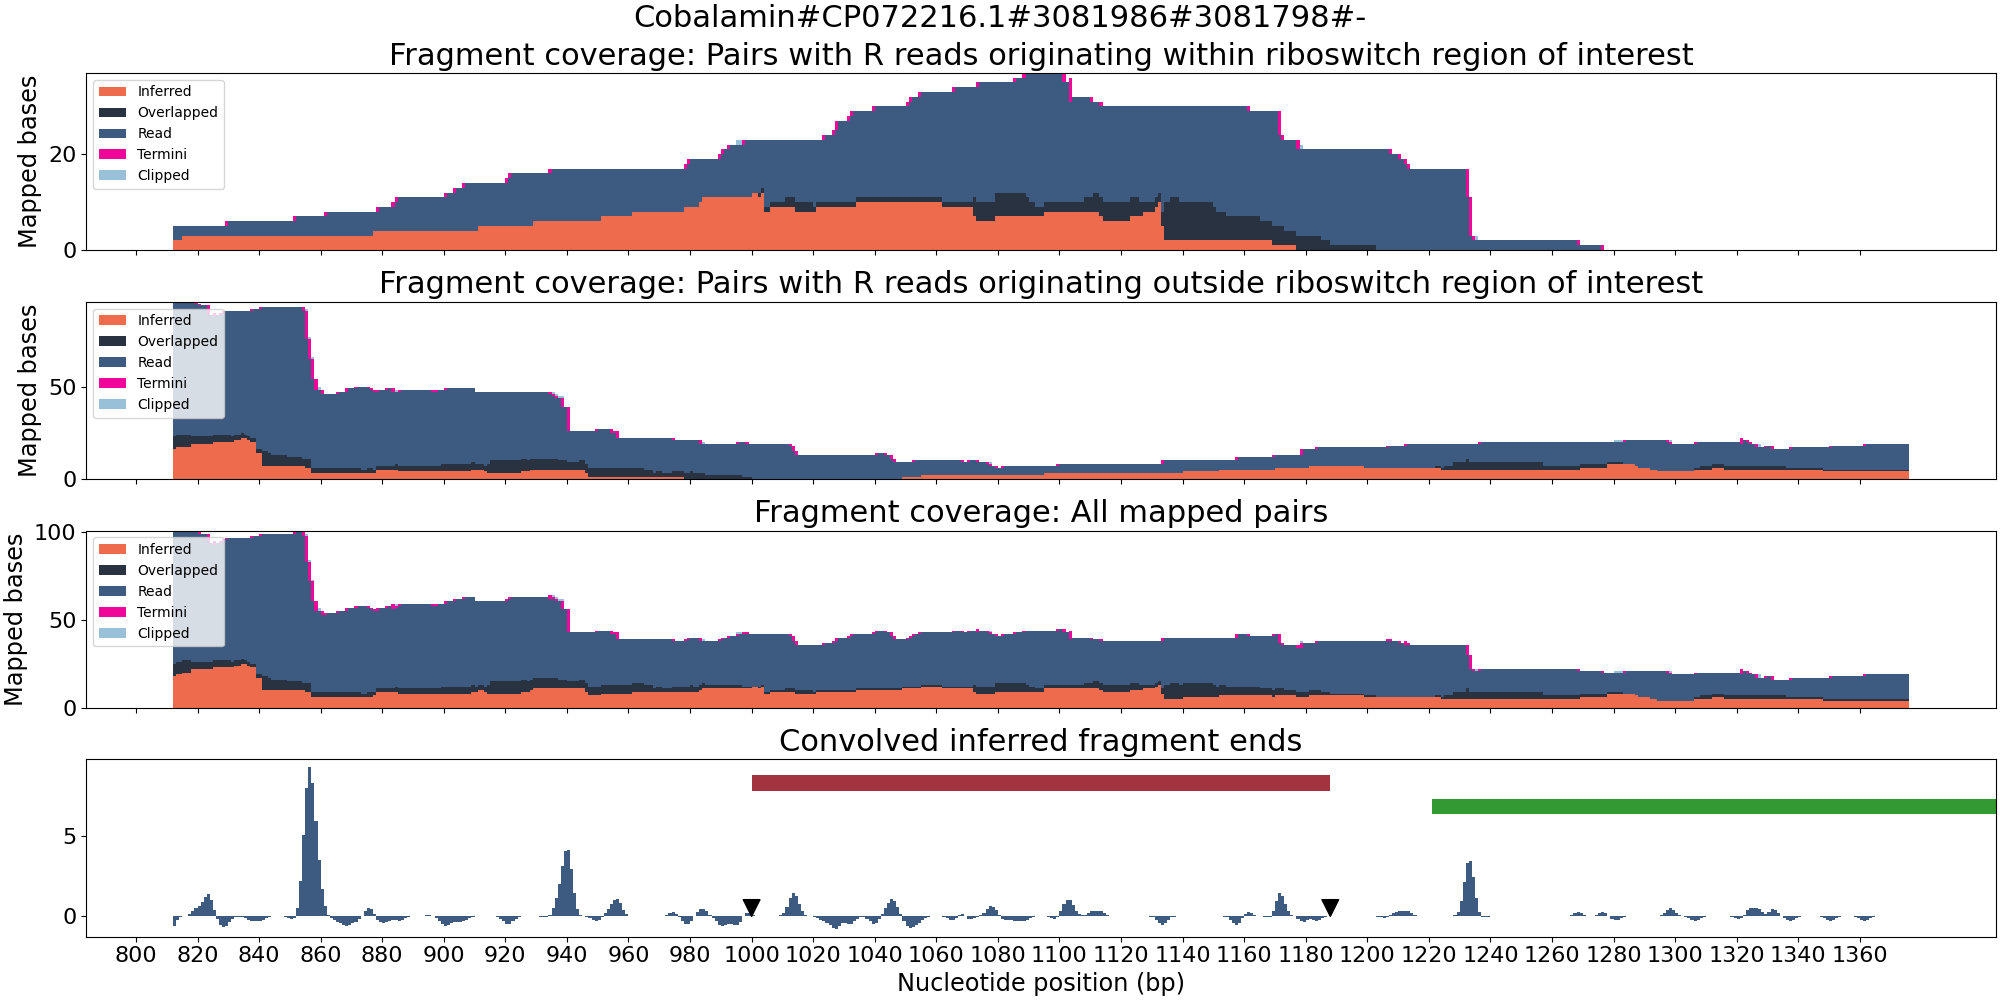 Cobalamin#CP072216.1#3081986#3081798#-
Fragment coverage: Pairs with R reads originating within riboswitch region of interest
Mapped bases
20
0
Inferred
Overlapped
Read
Termini
Clipped
Fragment coverage: Pairs with R reads originating outside riboswitch region of interest
Mapped bases
50
0
Inferred
Overlapped
Read
Termini
Clipped
Fragment coverage: All mapped pairs
Mapped bases
100
50
0
Inferred
Overlapped
Read
Termini
Clipped
Convolved inferred fragment ends
5
0
800 820 840 860 880 900 920 940 960 980 1000 1020 1040 1060 1080 1100 1120 1140 1160 1180 1200 1220 1240 1260 1280 1300 1320 1340 1360
Nucleotide position (bp)